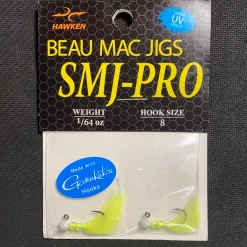 HAWKEN
UV
BEAU MAC JIGS
SMJ-PRO
WEIGHT
1/64 oz
HOOK SIZE
8
Made With
Gamakatsu
Hooks